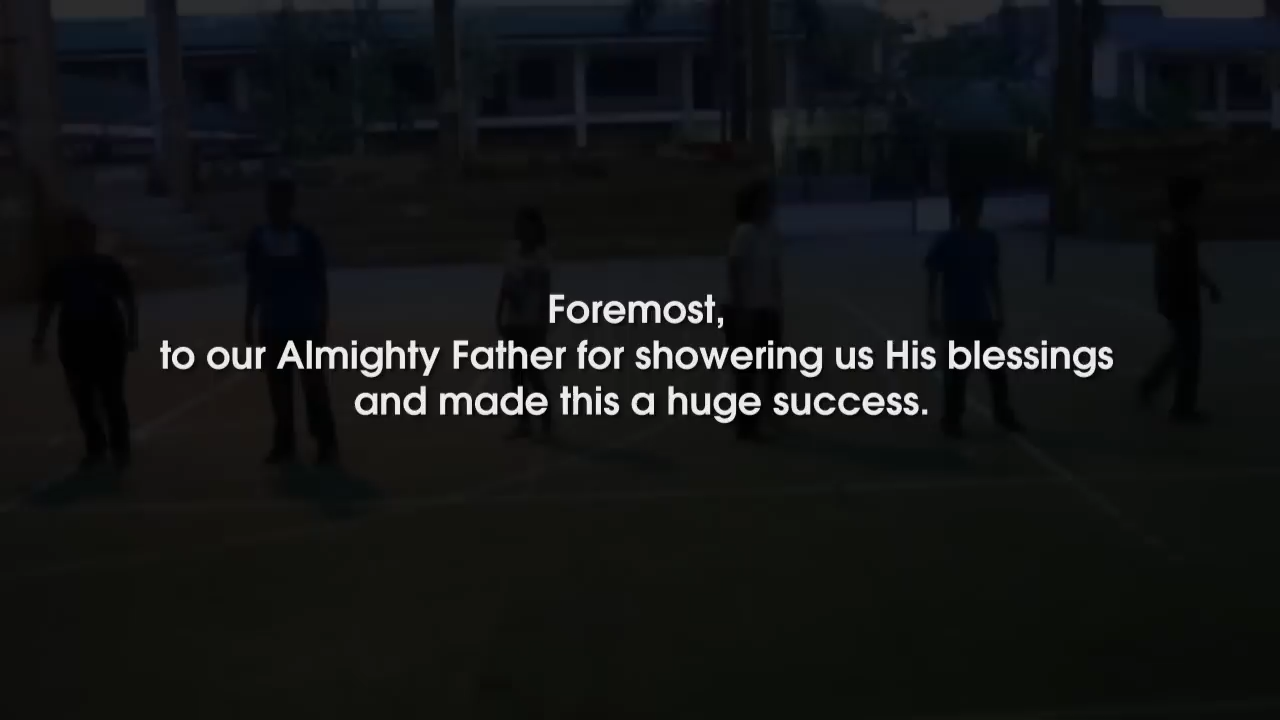 Foremost,
to our Almighty Father for showering us His blessings
and made this a huge success.